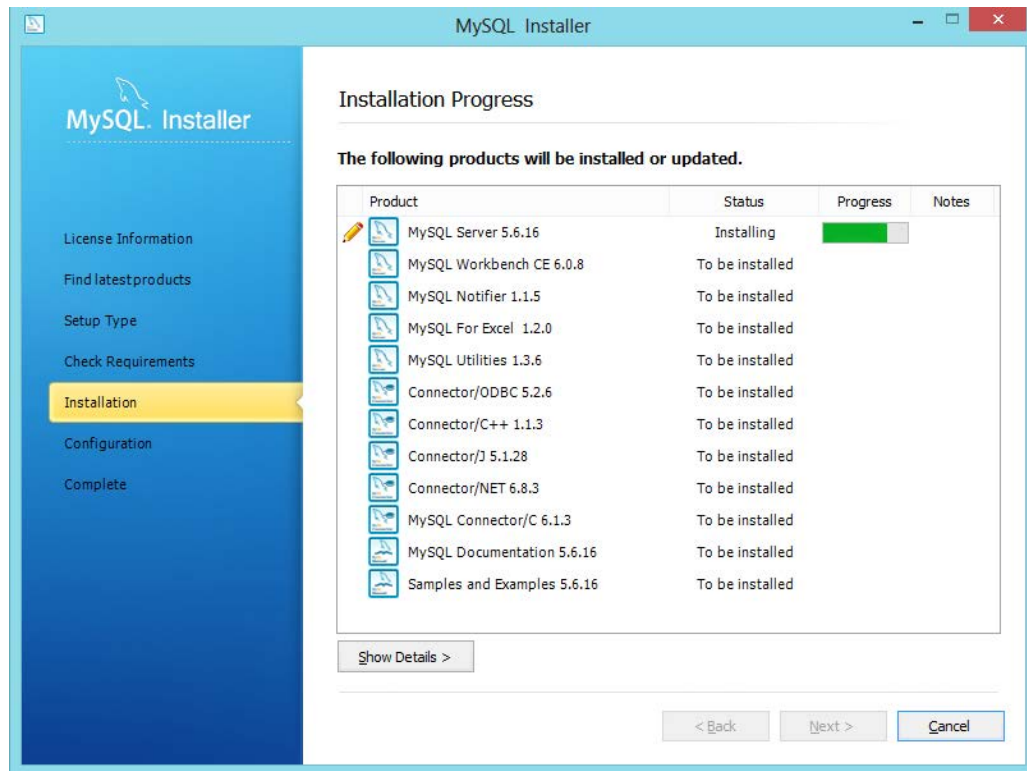 MySQL Installer
MySQL. Installer
License Information
Find latestproducts
Setup Type
Check Requirements
Installation
Configuration
Complete
Installation Progress
The following products will be installed or updated.
Product Status Progress Notes
MySQL Server 5.6.16 Installing
MySQL Workbench CE 6.0.8 To be installed
MySQL Notifier 1.1.5 To be installed
MySQL For Excel 1.2.0 To be installed
MySQL Utilities 1.3.6 To be installed
Connector/ODBC 5.2.6 To be installed
Connector/C++ 1.1.3 To be installed
Connector/J 5.1.28 To be installed
Connector/NET 6.8.3 To be installed
MySQL Connector/C 6.1.3 To be installed
MySQL Documentation 5.6.16 To be installed
Samples and Examples 5.6.16 To be installed
Show Details >
< Back Next > Cancel